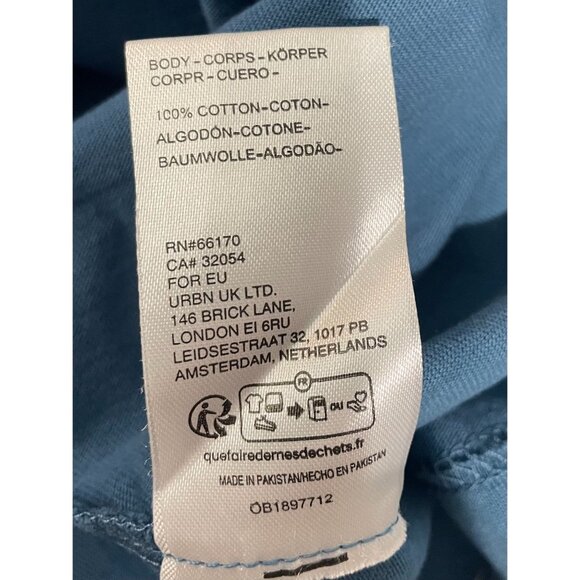 BODY-CORPS-KÖRPER
CORPR-CUERO-
100% COTTON-COTON-
ALGODÓN-COTONE-
BAUMWOLLE-ALGODÃO-
RN#66170
CA# 32054
FOR EU
URBN UK LTD.
146 BRICK LANE,
LONDON EI 6RU
LEIDSESTRAAT 32, 1017 PB
AMSTERDAM, NETHERLANDS
FR
OU
quefairedemesdechets.fr
MADE IN PAKISTAN/HECHO EN PAKISTAN
OB1897712